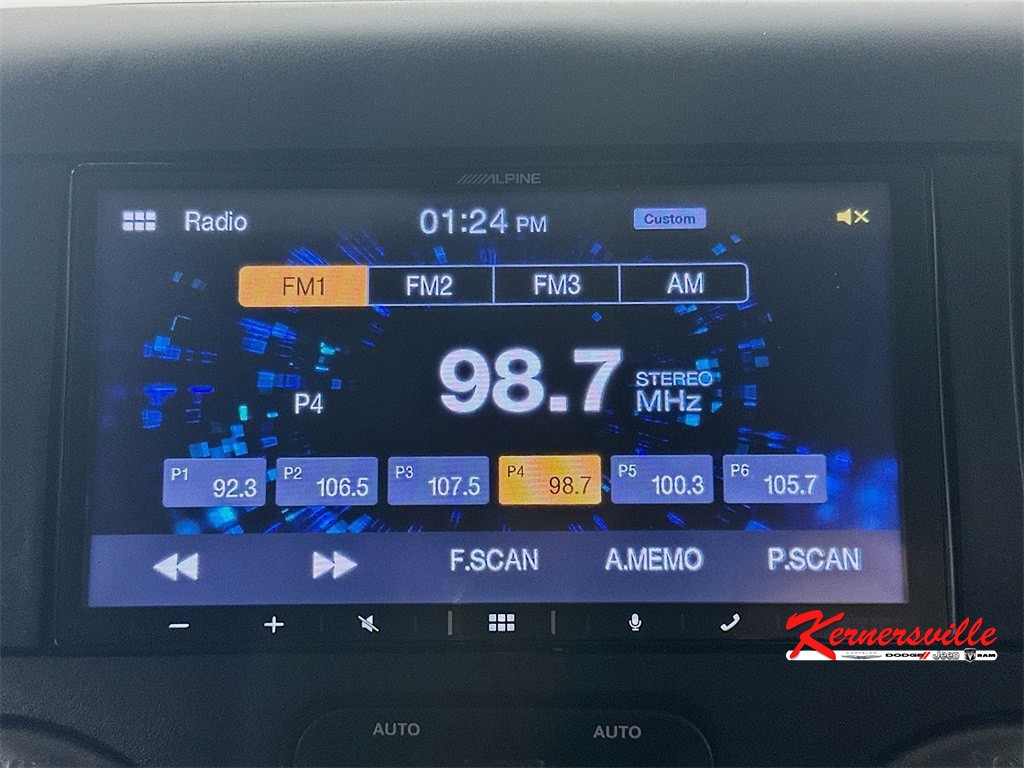 ALPINE
Radio 01:24 PM Custom
FM1 FM2 FM3 AM
P4 98.7 STEREO MHz
P1 92.3 P2 106.5 P3 107.5 P4 98.7 P5 100.3 P6 105.7
F.SCAN A.MEMO P.SCAN
Kernersville
CHRYSLER DODGE Jeep RAM
AUTO AUTO